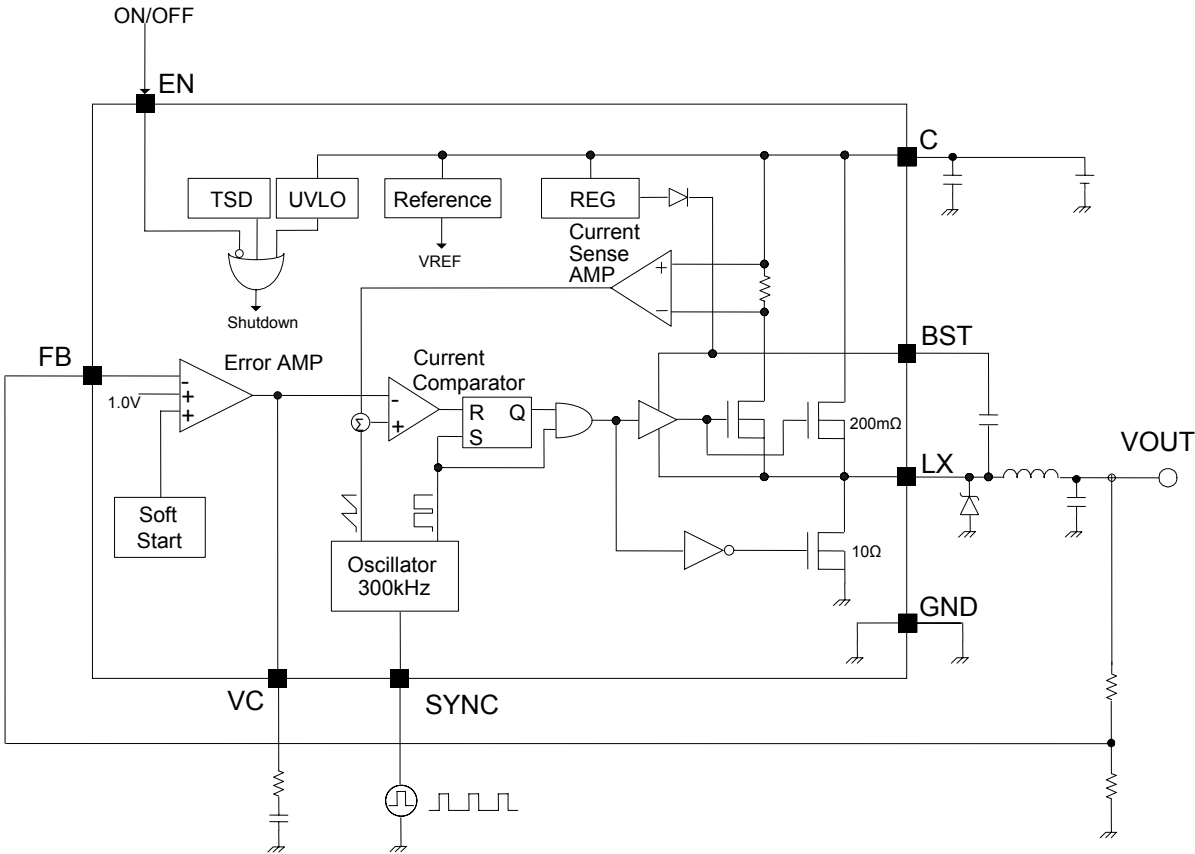 ON/OFF
EN
C
TSD
UVLO
Reference
REG
Current
Sense
AMP
VREF
+
−
Shutdown
BST
FB
Error AMP
Current
Comparator
1.0V
-
+
+
-
+
Σ
R
Q
S
200mΩ
VOUT
LX
Soft
Start
Oscillator
300kHz
10Ω
GND
VC
SYNC